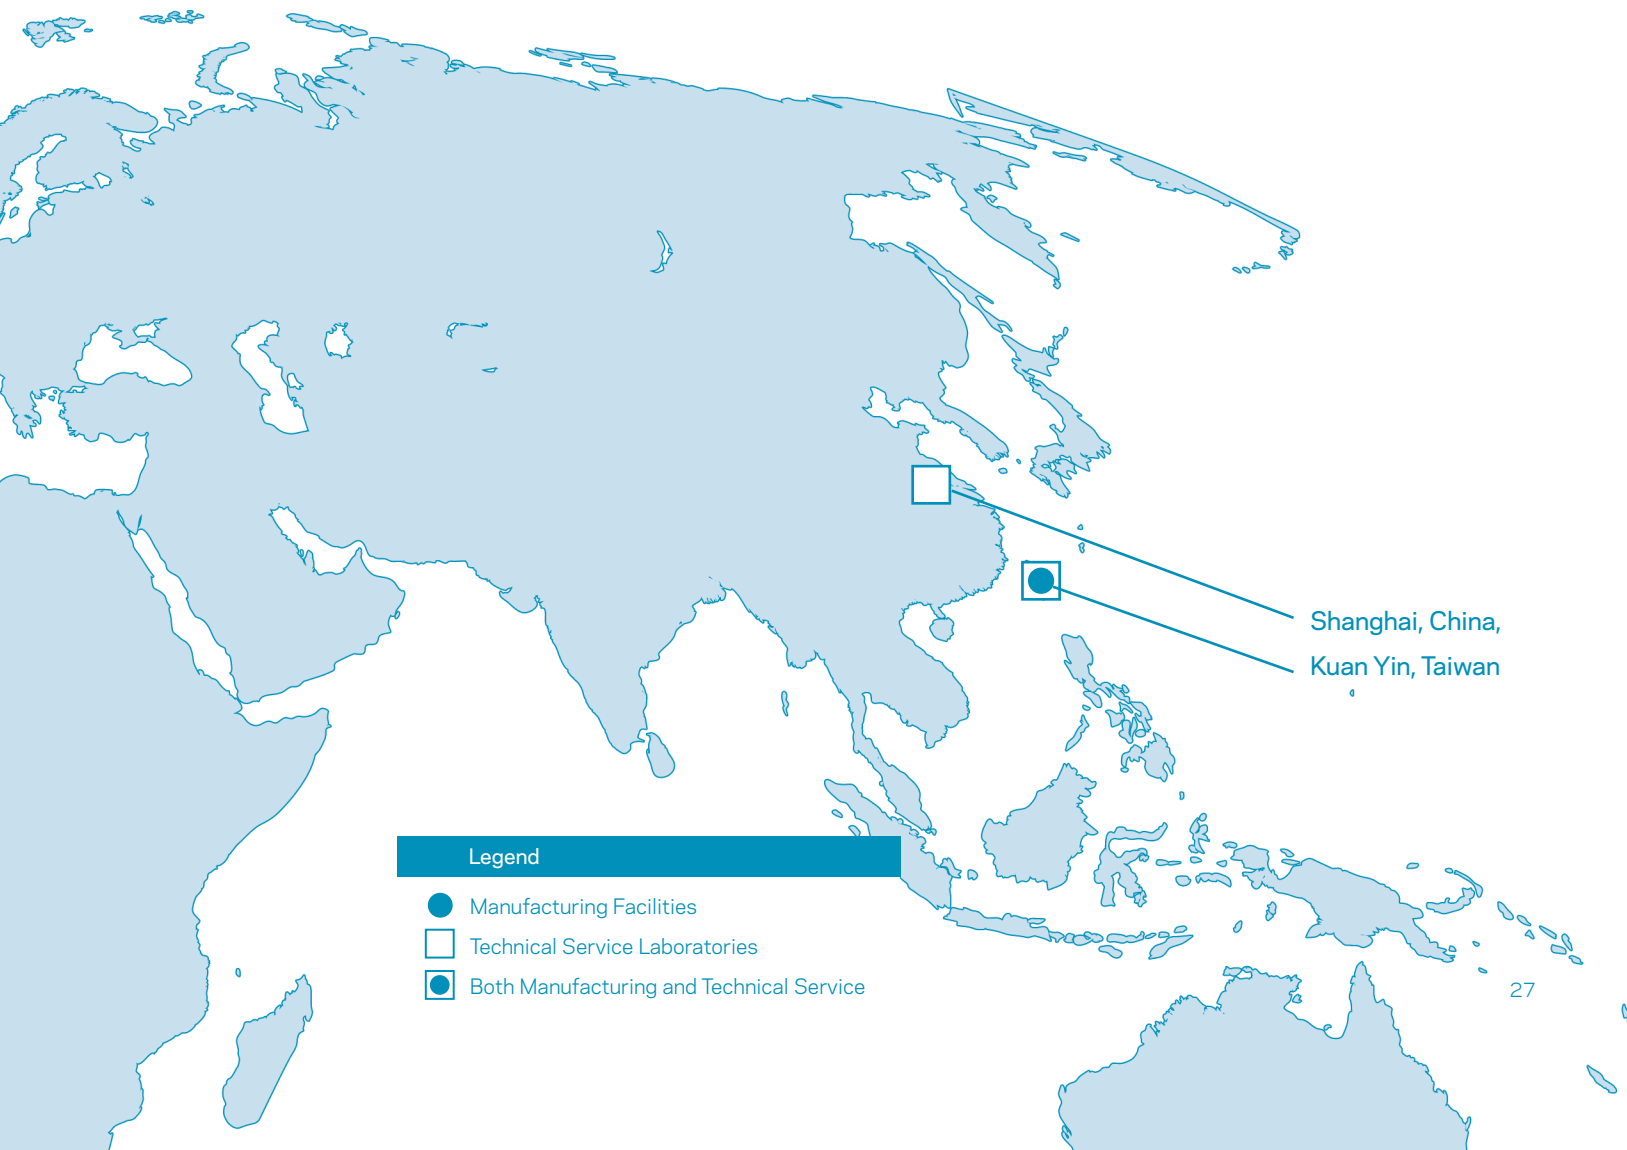 Shanghai, China,
Kuan Yin, Taiwan
Legend
Manufacturing Facilities
Technical Service Laboratories
Both Manufacturing and Technical Service
27